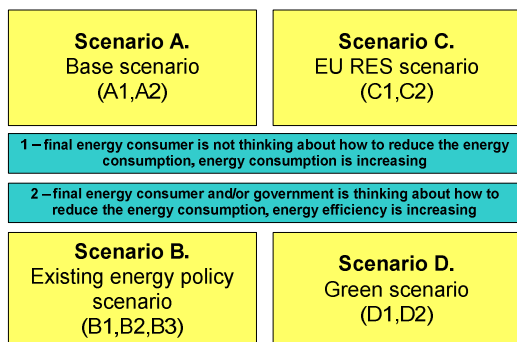 Scenario A.
Base scenario
(A1,A2)
Scenario C.
EU RES scenario
(C1,C2)
1 – final energy consumer is not thinking about how to reduce the energy
consumption, energy consumption is increasing
2 – final energy consumer and/or government is thinking about how to
reduce the energy consumption, energy efficiency is increasing
Scenario B.
Existing energy policy
scenario
(B1,B2,B3)
Scenario D.
Green scenario
(D1,D2)